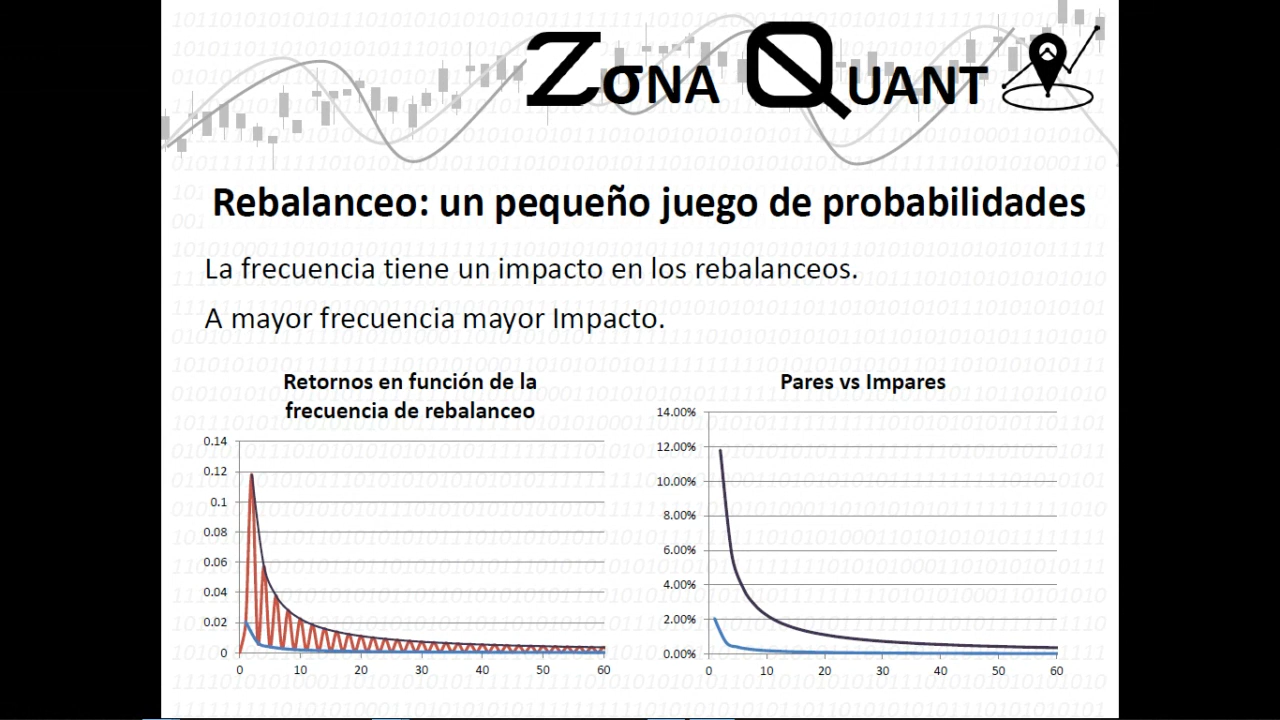 ZσNA QUANT
Rebalanceo: un pequeño juego de probabilidades
La frecuencia tiene un impacto en los rebalanceos.
A mayor frecuencia mayor Impacto.
Retornos en función de la
frecuencia de rebalanceo
0.14
0.12
0.1
0.08
0.06
0.04
0.02
0
0 10 20 30 40 50 60
Pares vs Impares
14.00%
12.00%
10.00%
8.00%
6.00%
4.00%
2.00%
0.00%
0 10 20 30 40 50 60